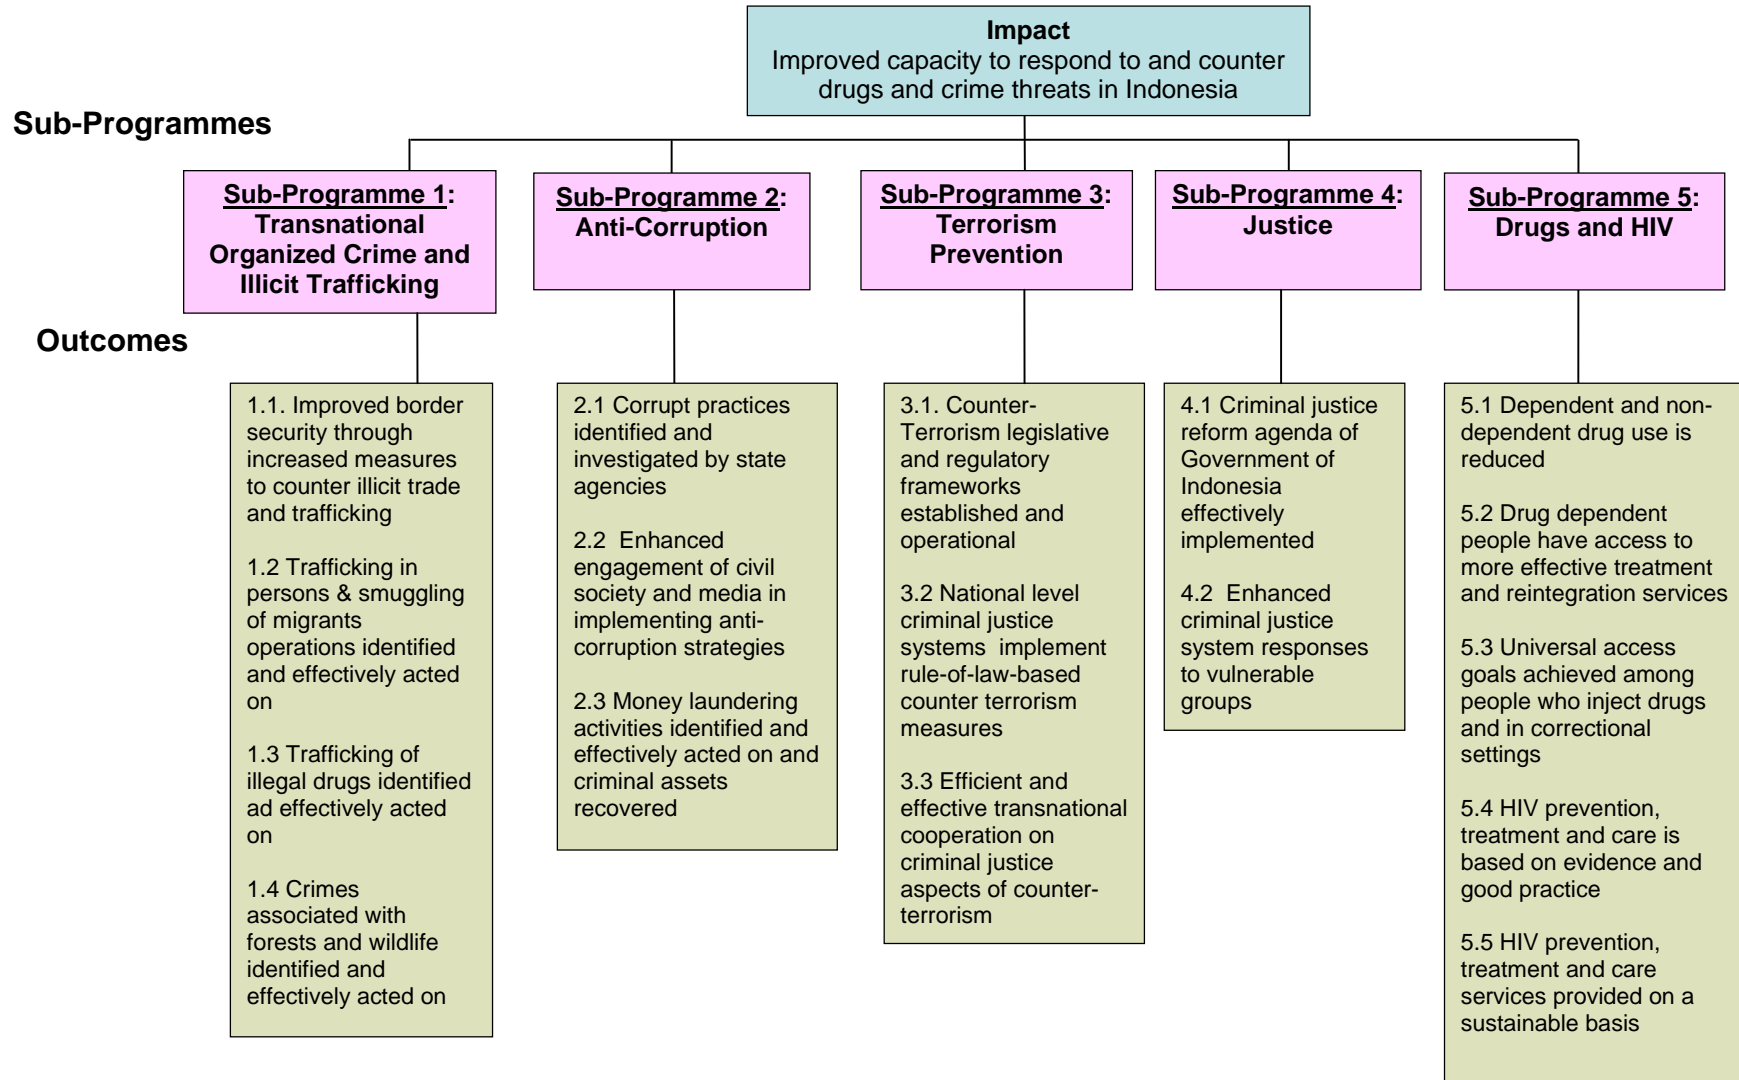 Impact
Improved capacity to respond to and counter
drugs and crime threats in Indonesia
Sub-Programmes
Sub-Programme 1:
Transnational
Organized Crime and
Illicit Trafficking
Sub-Programme 2:
Anti-Corruption
Sub-Programme 3:
Terrorism
Prevention
Sub-Programme 4:
Justice
Sub-Programme 5:
Drugs and HIV
Outcomes
1.1. Improved border
security through
increased measures
to counter illicit trade
and trafficking
1.2 Trafficking in
persons & smuggling
of migrants
operations identified
and effectively acted
on
1.3 Trafficking of
illegal drugs identified
ad effectively acted
on
1.4 Crimes
associated with
forests and wildlife
identified and
effectively acted on
2.1 Corrupt practices
identified and
investigated by state
agencies
2.2 Enhanced
engagement of civil
society and media in
implementing anti-
corruption strategies
2.3 Money laundering
activities identified and
effectively acted on and
criminal assets
recovered
3.1. Counter-
Terrorism legislative
and regulatory
frameworks
established and
operational
3.2 National level
criminal justice
systems implement
rule-of-law-based
counter terrorism
measures
3.3 Efficient and
effective transnational
cooperation on
criminal justice
aspects of counter-
terrorism
4.1 Criminal justice
reform agenda of
Government of
Indonesia
effectively
implemented
4.2 Enhanced
criminal justice
system responses
to vulnerable
groups
5.1 Dependent and non-
dependent drug use is
reduced
5.2 Drug dependent
people have access to
more effective treatment
and reintegration services
5.3 Universal access
goals achieved among
people who inject drugs
and in correctional
settings
5.4 HIV prevention,
treatment and care is
based on evidence and
good practice
5.5 HIV prevention,
treatment and care
services provided on a
sustainable basis